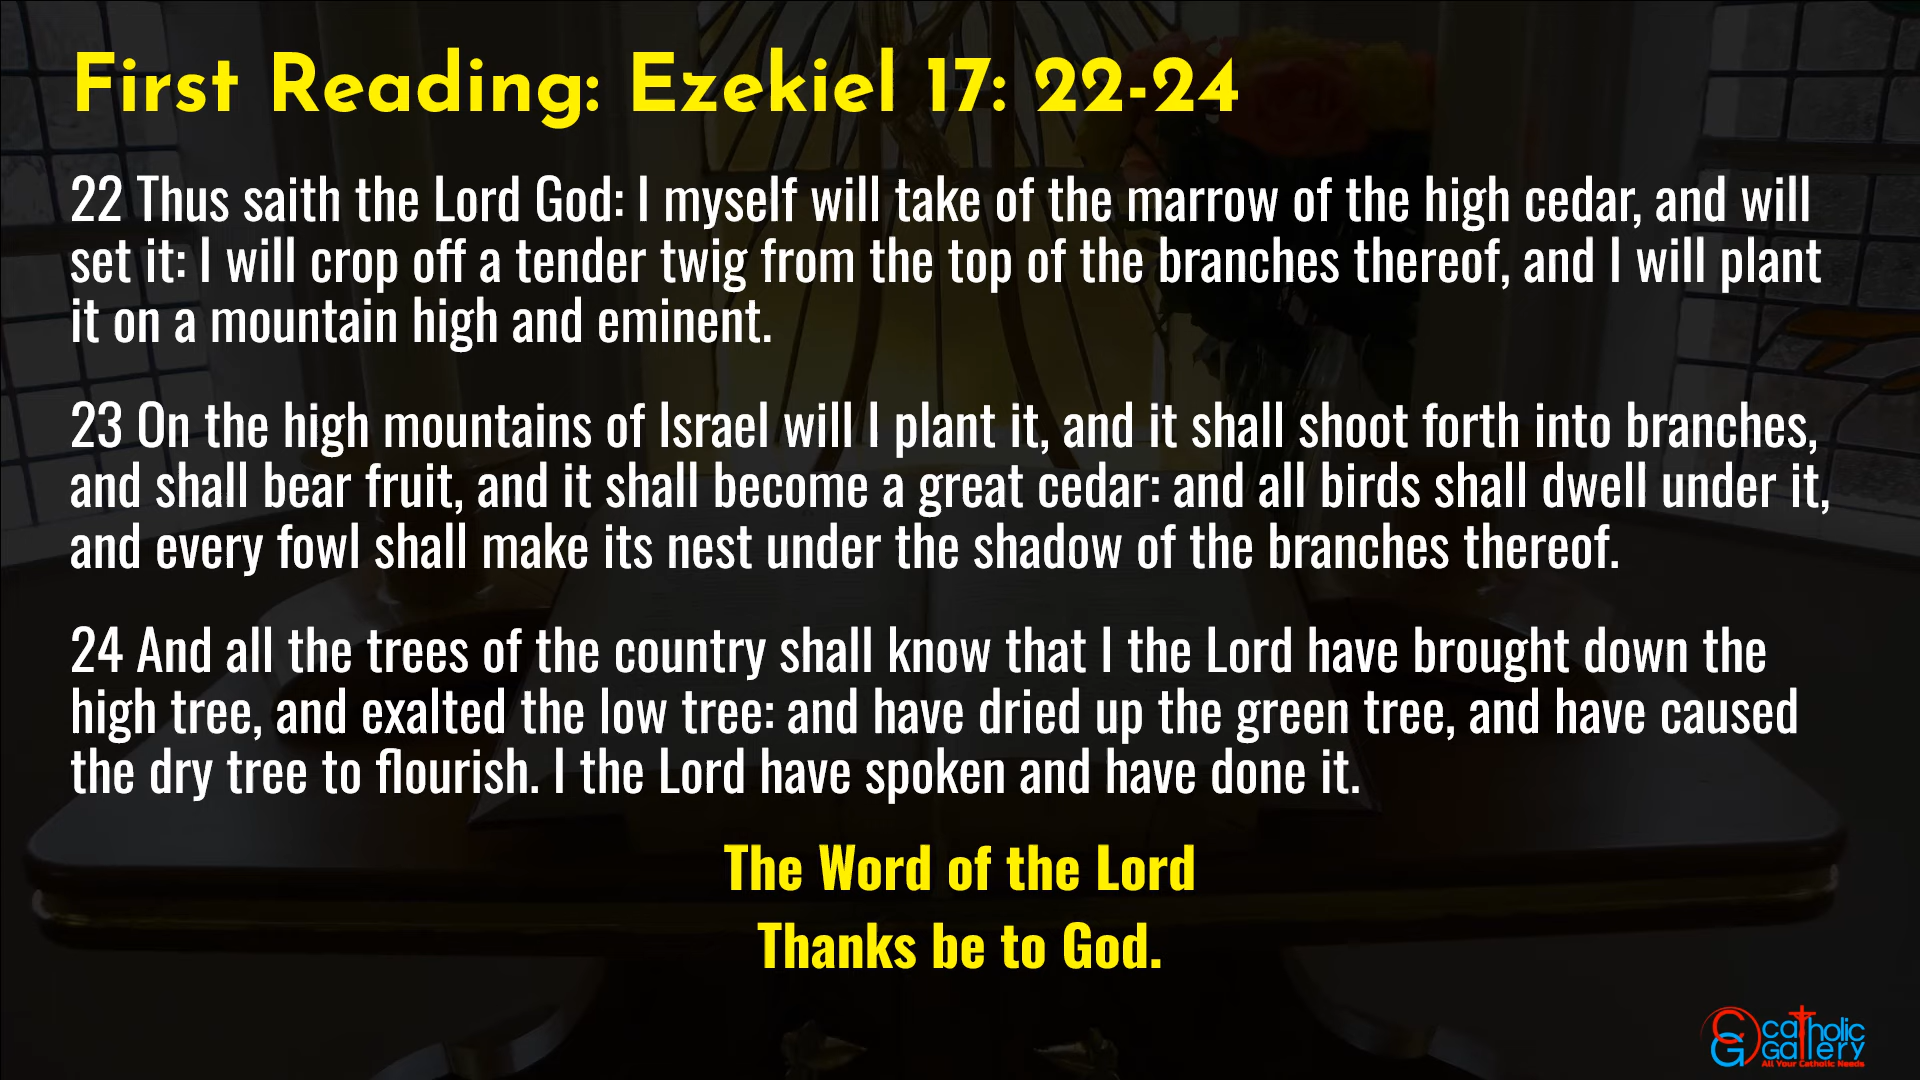 First Reading: Ezekiel 17: 22-24
22 Thus saith the Lord God: I myself will take of the marrow of the high cedar, and will
set it: I will crop off a tender twig from the top of the branches thereof, and I will plant
it on a mountain high and eminent.
23 On the high mountains of Israel will I plant it, and it shall shoot forth into branches,
and shall bear fruit, and it shall become a great cedar: and all birds shall dwell under it,
and every fowl shall make its nest under the shadow of the branches thereof.
24 And all the trees of the country shall know that I the Lord have brought down the
high tree, and exalted the low tree: and have dried up the green tree, and have caused
the dry tree to flourish. I the Lord have spoken and have done it.
The Word of the Lord
Thanks be to God.
CG
catholic
Gallery
All Your Catholic Needs